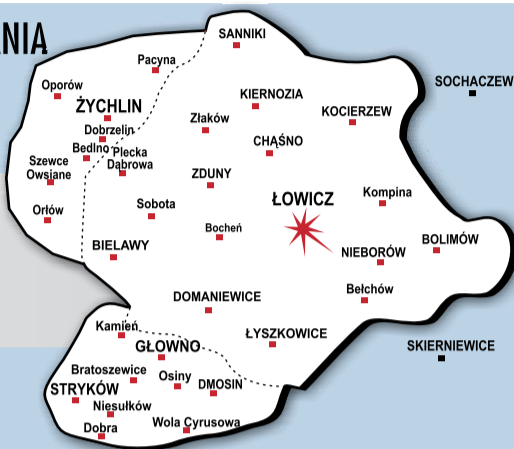 NIA
SANNIKI
Pacyna
SOCHACZEW
Oporów
KIERNOZIA
ŻYCHLIN
KOCIERZEW
Złaków
Dobrzelin
CHĄŚNO
Bedlno
Plecka
Dąbrowa
Szewce
Owsiane
ZDUNY
Kompina
ŁOWICZ
Sobota
Orłów
Bocheń
BIELAWY
BOLIMÓW
NIEBORÓW
Bełchów
DOMANIEWICE
Kamień
ŁYSZKOWICE
GŁOWNO
SKIERNIEWICE
Bratoszewice
Osiny
DMOSIN
STRYKÓW
Niesułków
Wola Cyrusowa
Dobra